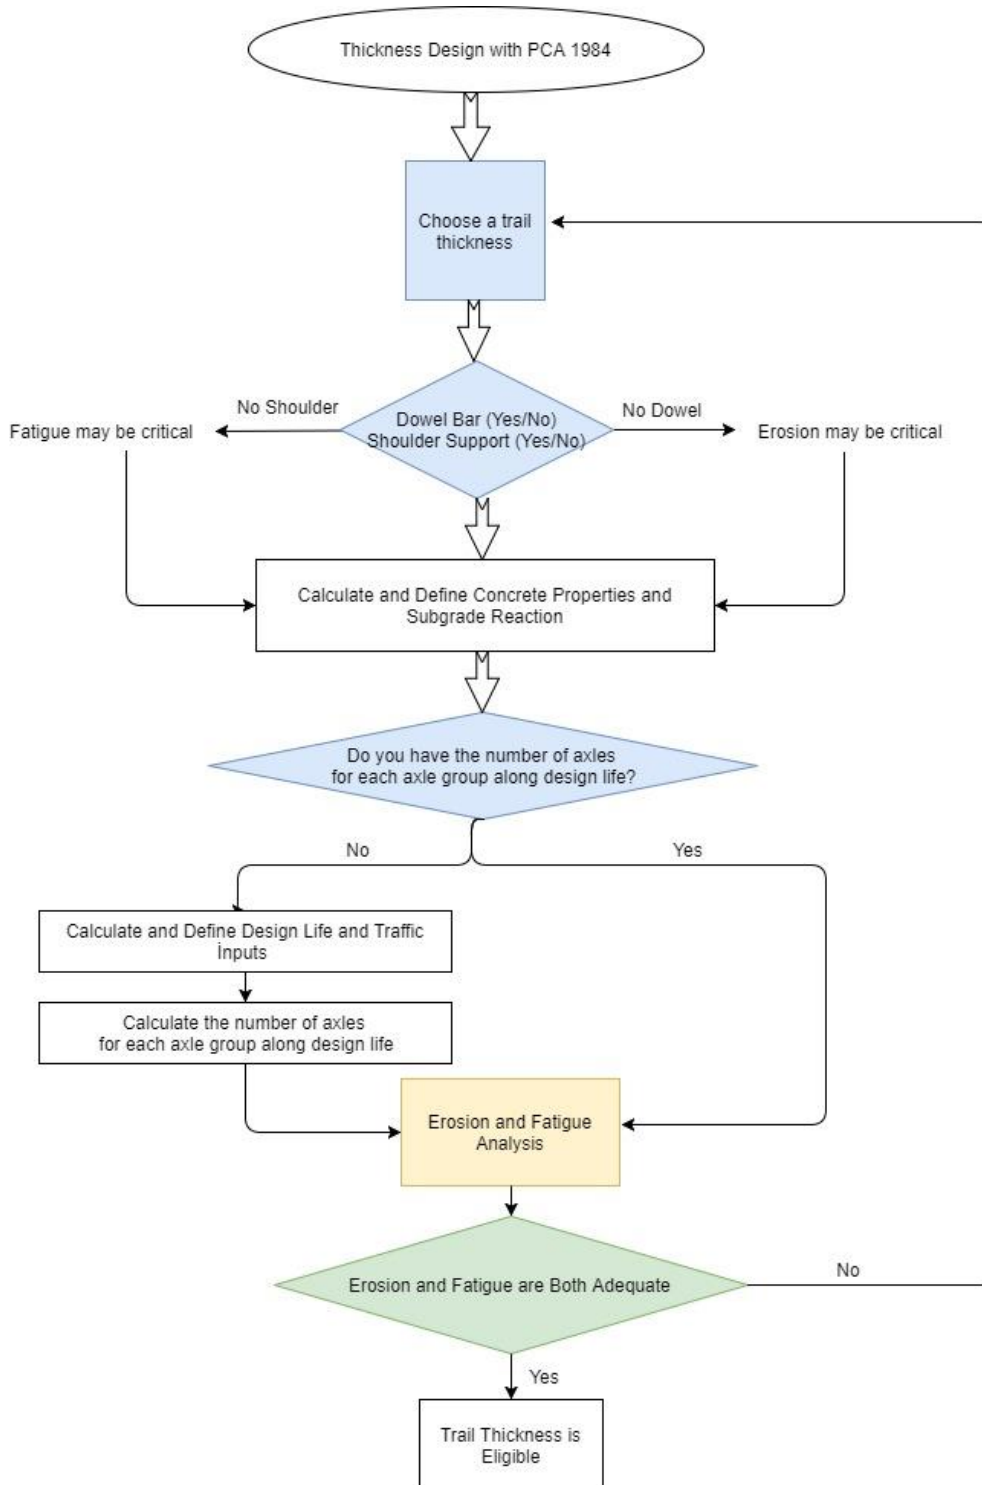 Thickness Design with PCA 1984
Choose a trail
thickness
No Shoulder
Dowel Bar (Yes/No)
Shoulder Support (Yes/No)
No Dowel
Fatigue may be critical
Erosion may be critical
Calculate and Define Concrete Properties and
Subgrade Reaction
Do you have the number of axles
for each axle group along design life?
No
Yes
Calculate and Define Design Life and Traffic
İnputs
Calculate the number of axles
for each axle group along design life
Erosion and Fatigue
Analysis
Erosion and Fatigue are Both Adequate
No
Yes
Trail Thickness is
Eligible